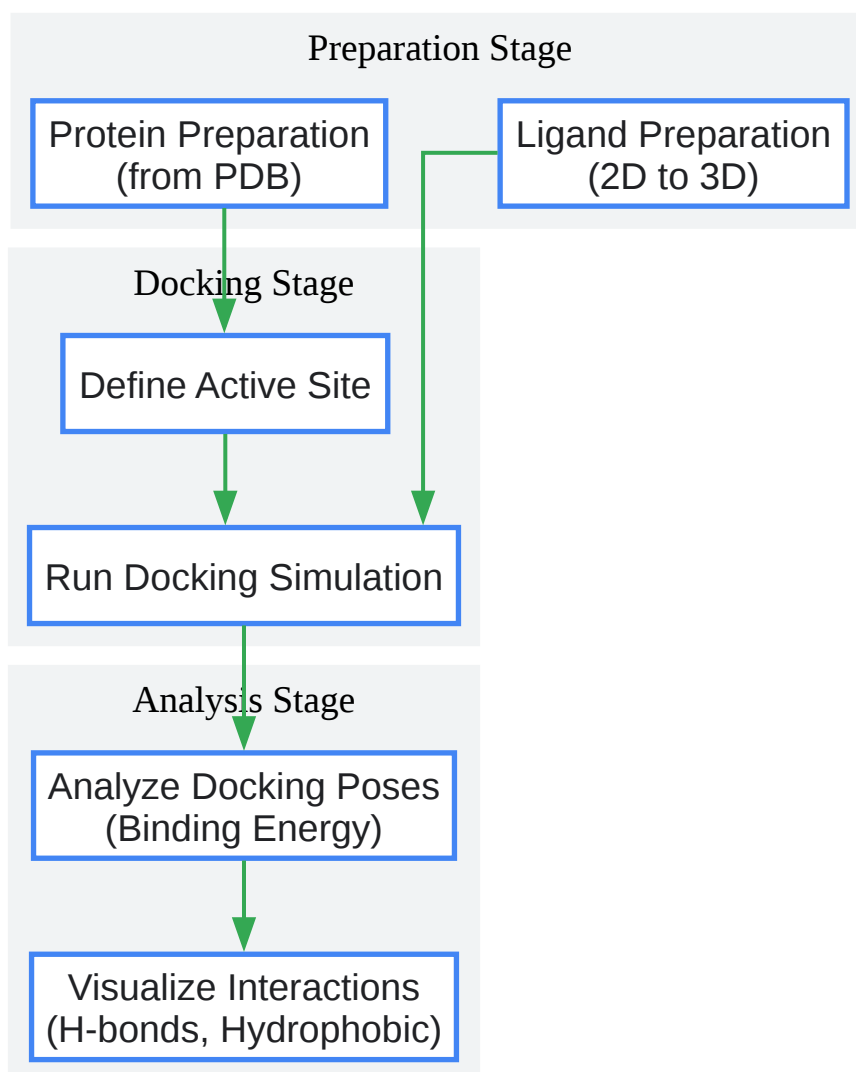 Preparation Stage
Protein Preparation
(from PDB)
Ligand Preparation
(2D to 3D)
Docking Stage
Define Active Site
Run Docking Simulation
Analysis Stage
Analyze Docking Poses
(Binding Energy)
Visualize Interactions
(H-bonds, Hydrophobic)